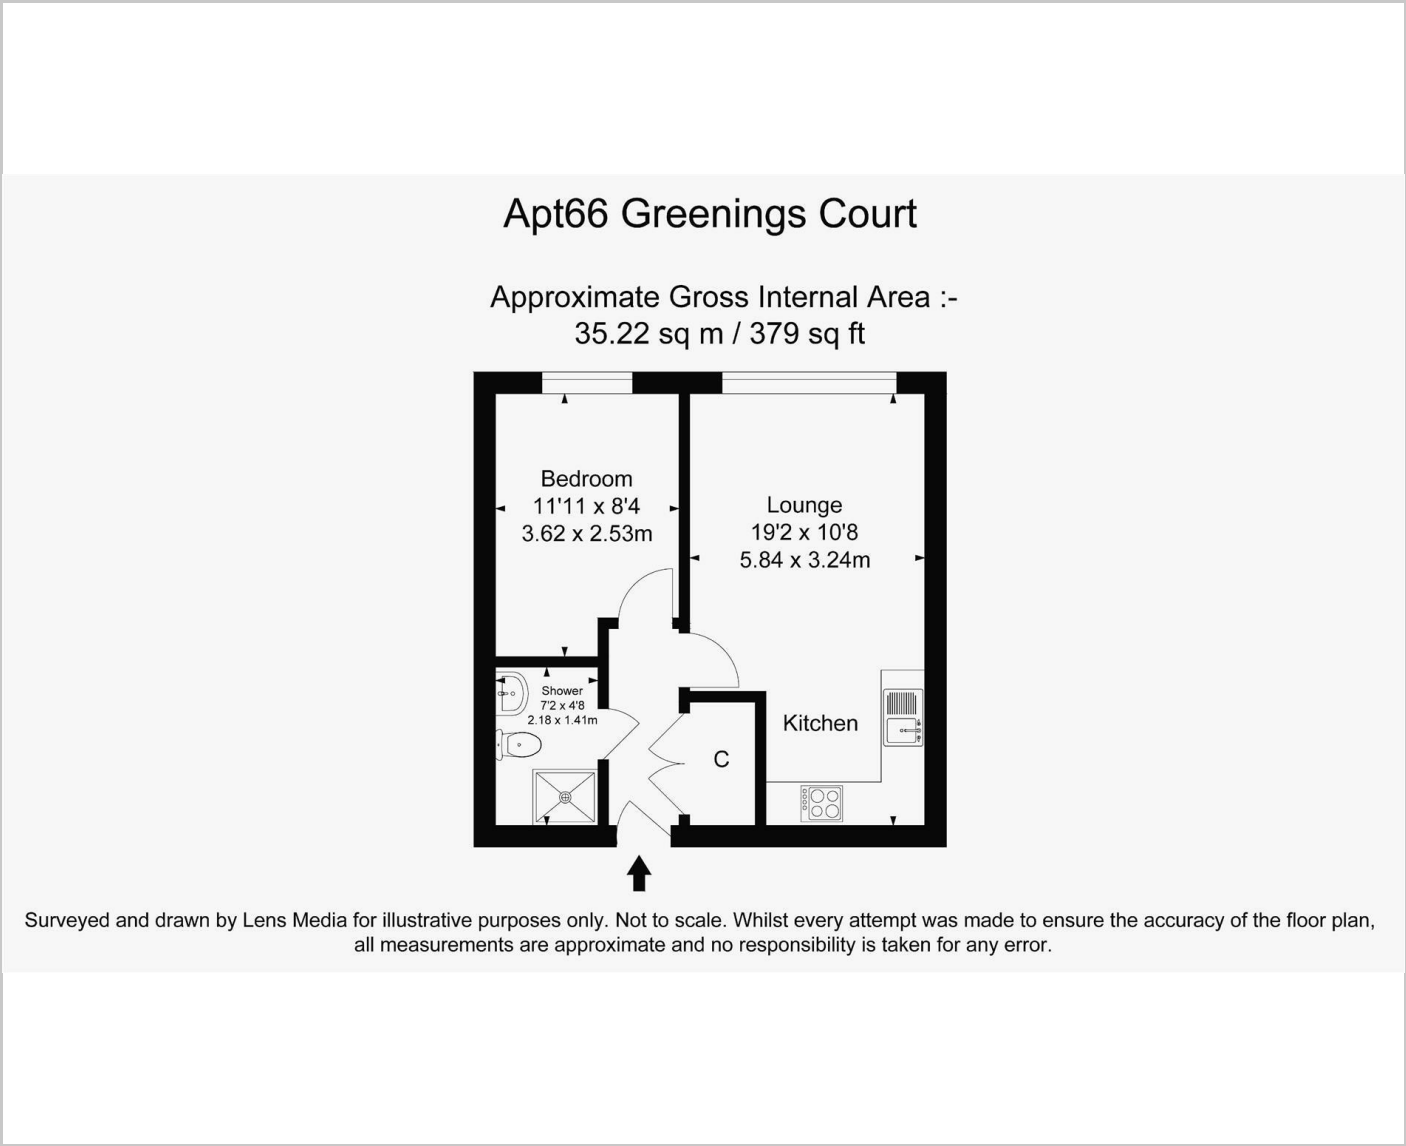 Apt66 Greenings Court
Approximate Gross Internal Area :-
35.22 sq m / 379 sq ft
Bedroom
11'11 x 8'4
3.62 x 2.53m
Lounge
19'2 x 10'8
5.84 x 3.24m
Shower
7'2 x 4'8
2.18 x 1.41m
Kitchen
C
Surveyed and drawn by Lens Media for illustrative purposes only. Not to scale. Whilst every attempt was made to ensure the accuracy of the floor plan,
all measurements are approximate and no responsibility is taken for any error.